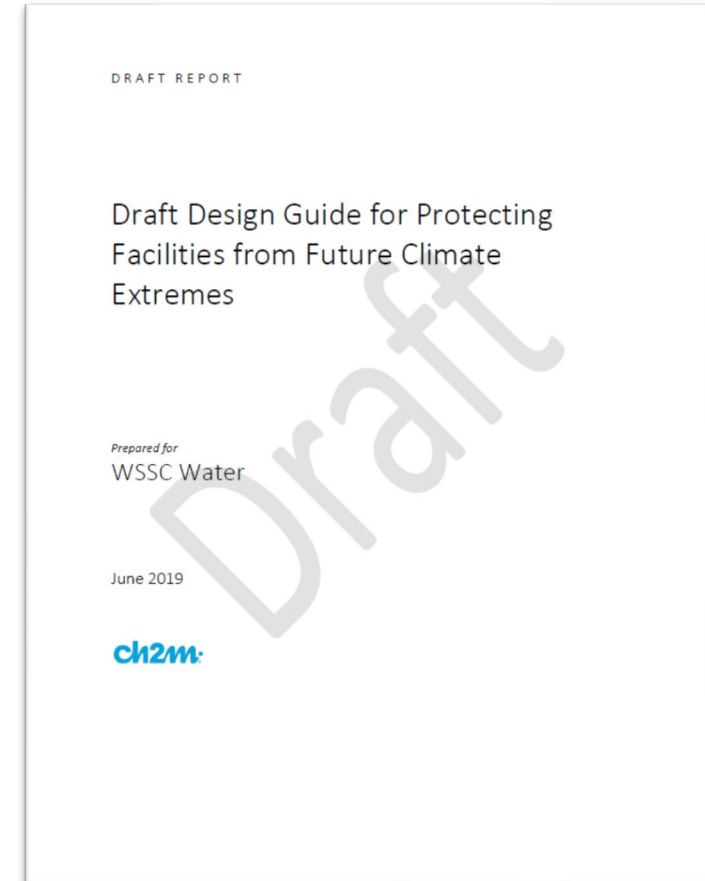 DRAFT REPORT
Draft Design Guide for Protecting
Facilities from Future Climate
Extremes
Draft
Prepared for
WSSC Water
June 2019
ch2m: